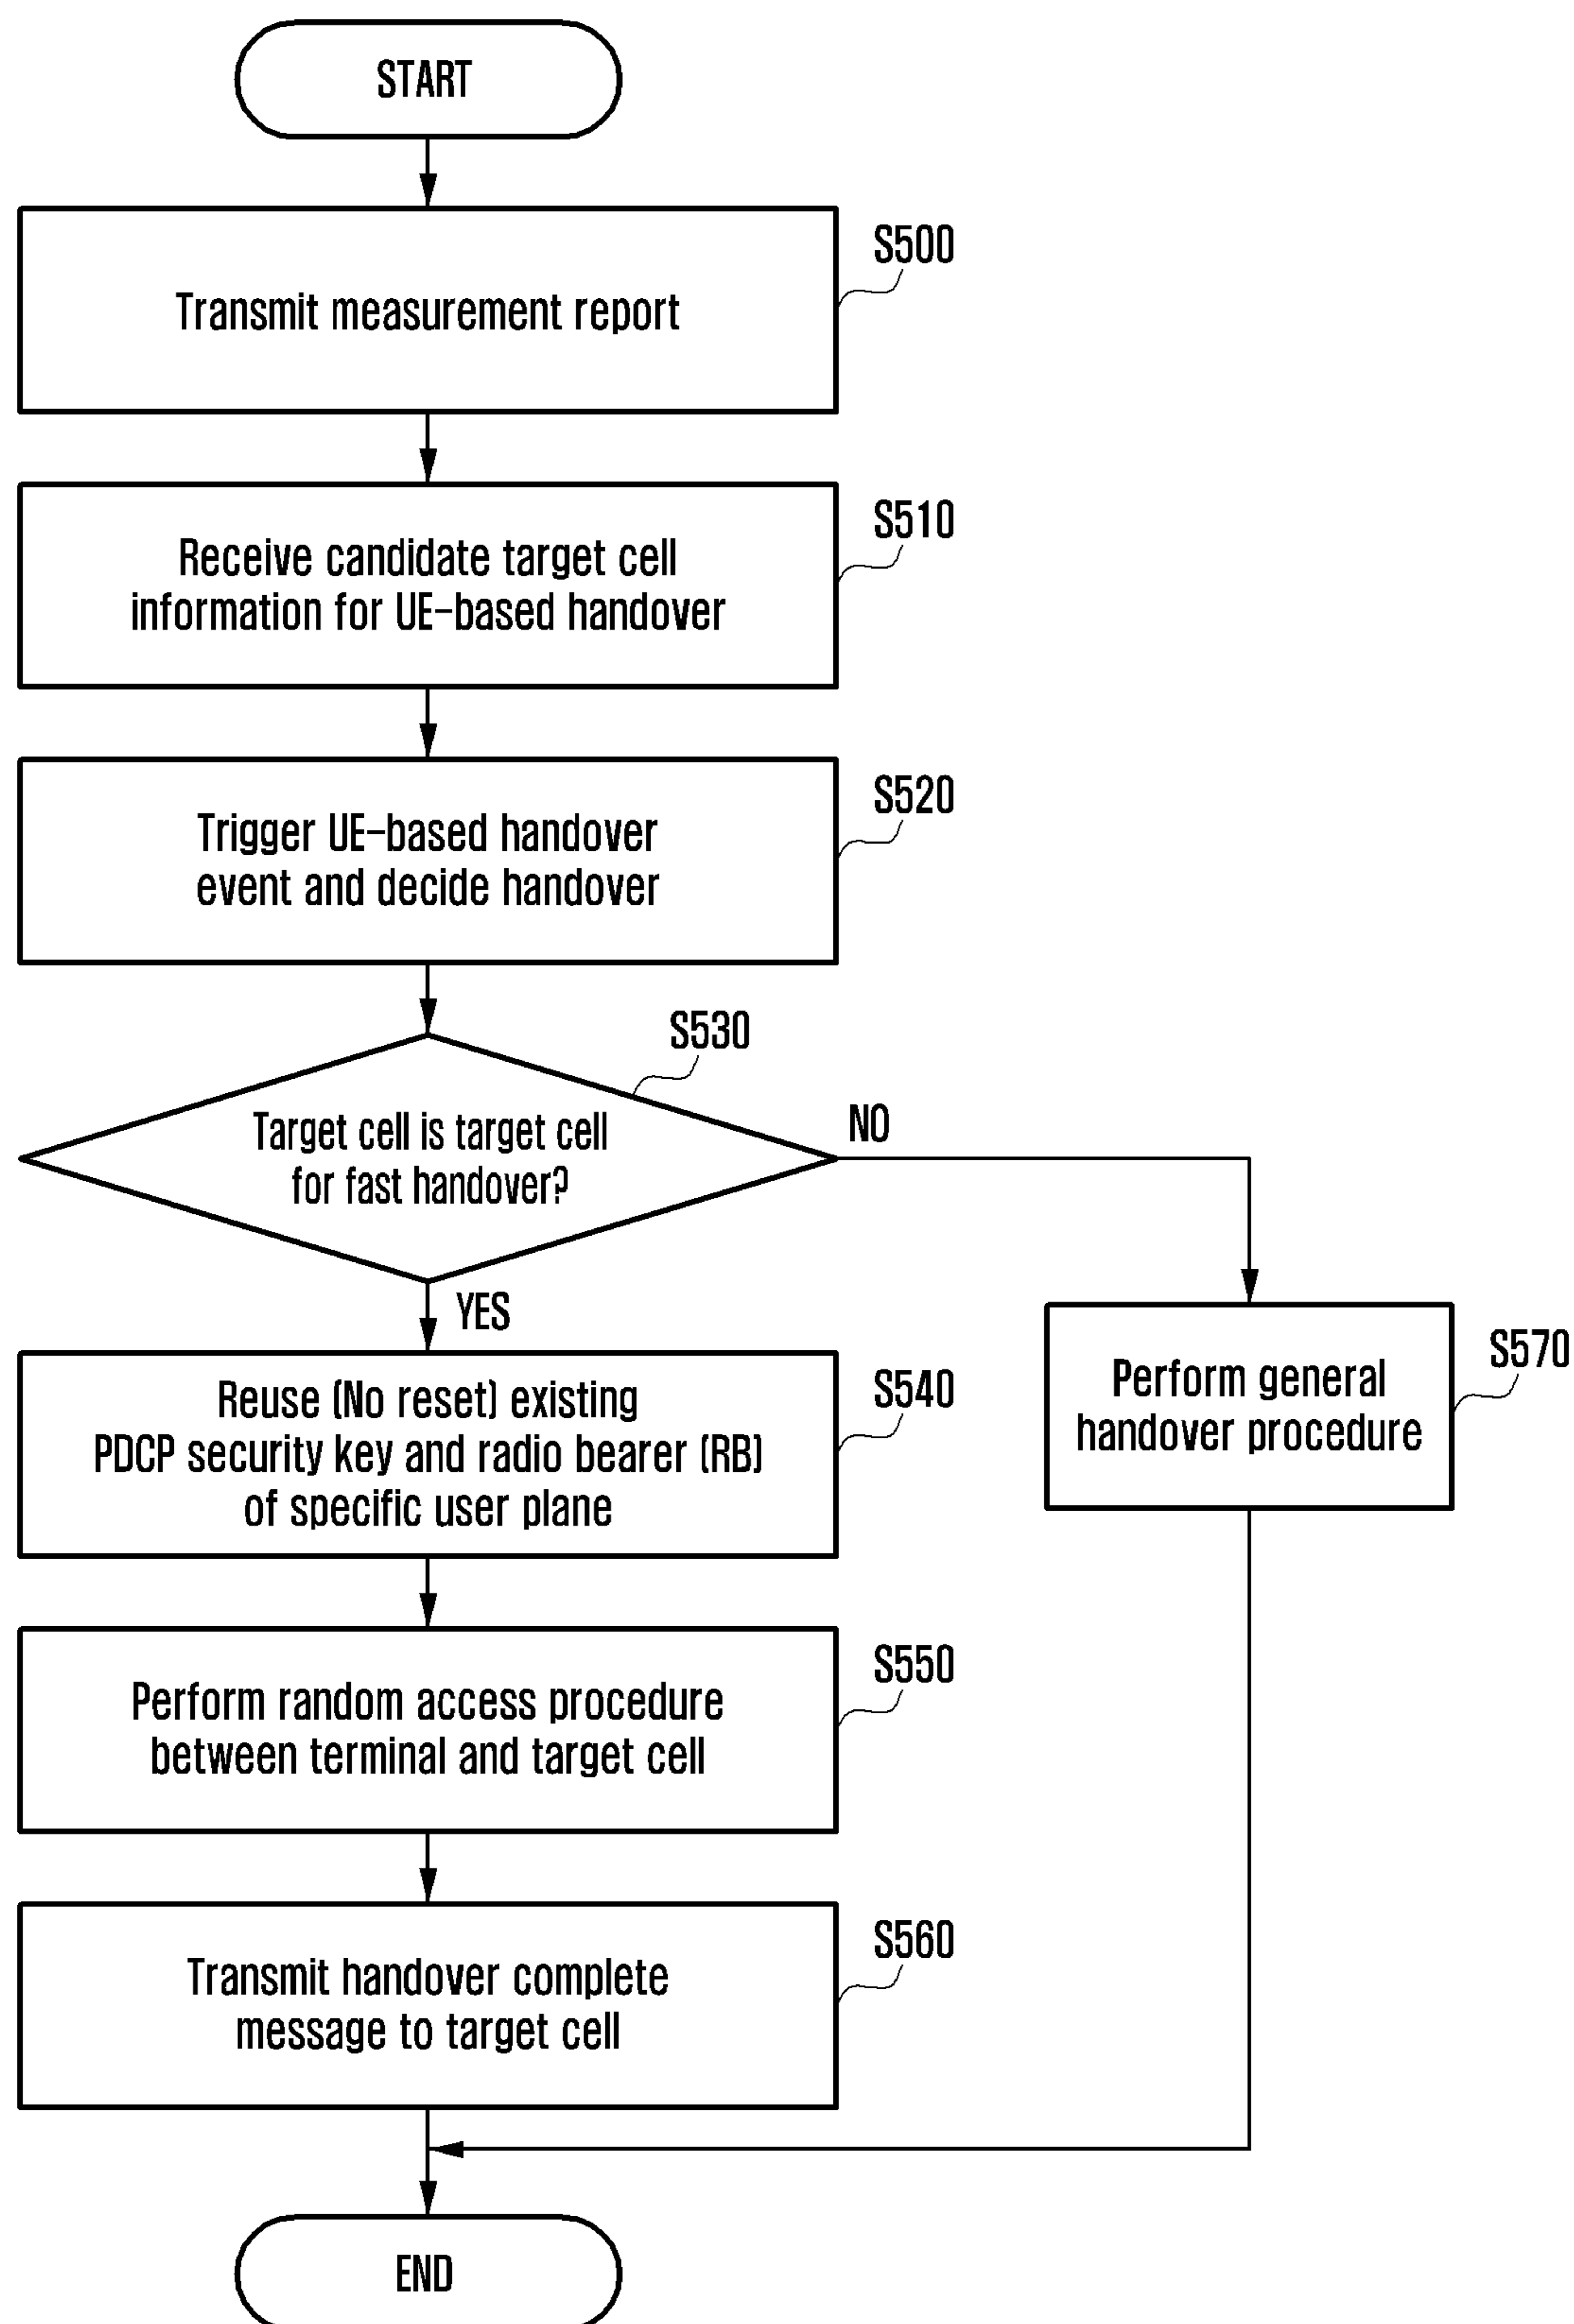 START
S500
Transmit measurement report
S510
Receive candidate target cell
information for UE-based handover
S520
Trigger UE-based handover
event and decide handover
S530
Target cell is target cell
for fast handover?
NO
YES
S540
Reuse (No reset) existing
PDCP security key and radio bearer (RB)
of specific user plane
S570
Perform general
handover procedure
S550
Perform random access procedure
between terminal and target cell
S560
Transmit handover complete
message to target cell
END